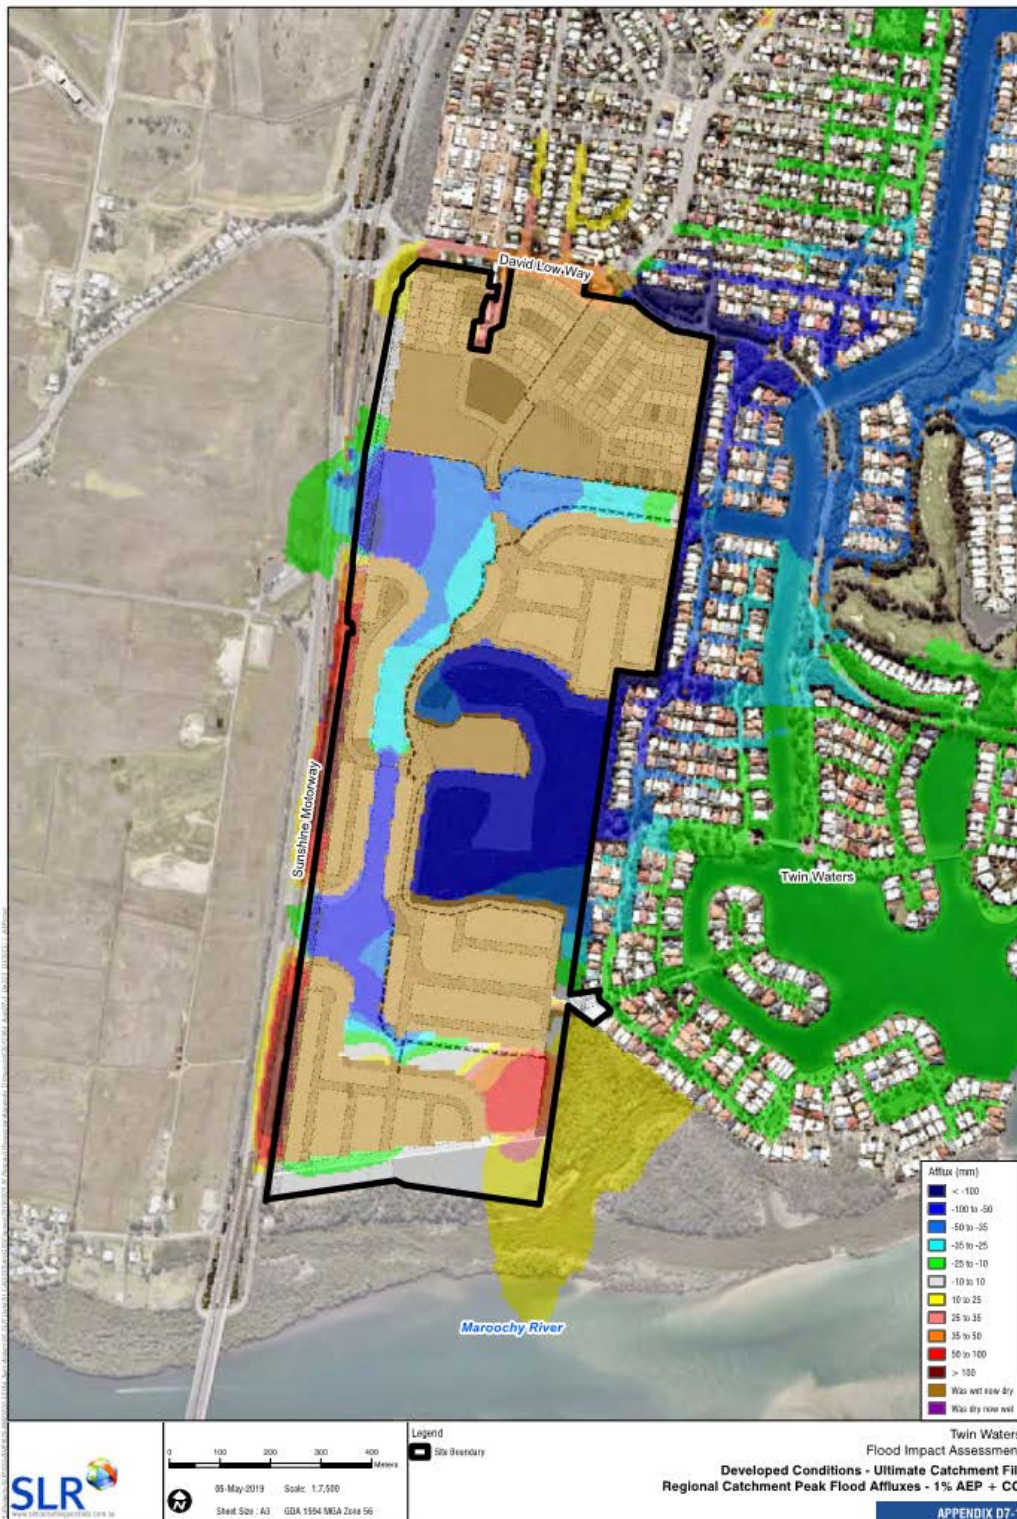 David Low Way
Sunshine Motorway
Twin Waters
Maroochy River
Afflux (mm)
< -100
-100 to -50
-50 to -35
-35 to -25
-25 to -10
-10 to 10
10 to 25
25 to 35
35 to 50
50 to 100
> 100
Was wet now dry
Was dry now wet
SLR
0 100 200 300 400
Meters
N
05-May-2019 Scale: 1:7,500
Sheet Size : A3 GDA 1994 MGA Zone 56
Legend
Site Boundary
Twin Waters
Flood Impact Assessmen
Developed Conditions - Ultimate Catchment Fil
Regional Catchment Peak Flood Affluxes - 1% AEP + CC
APPENDIX D7-